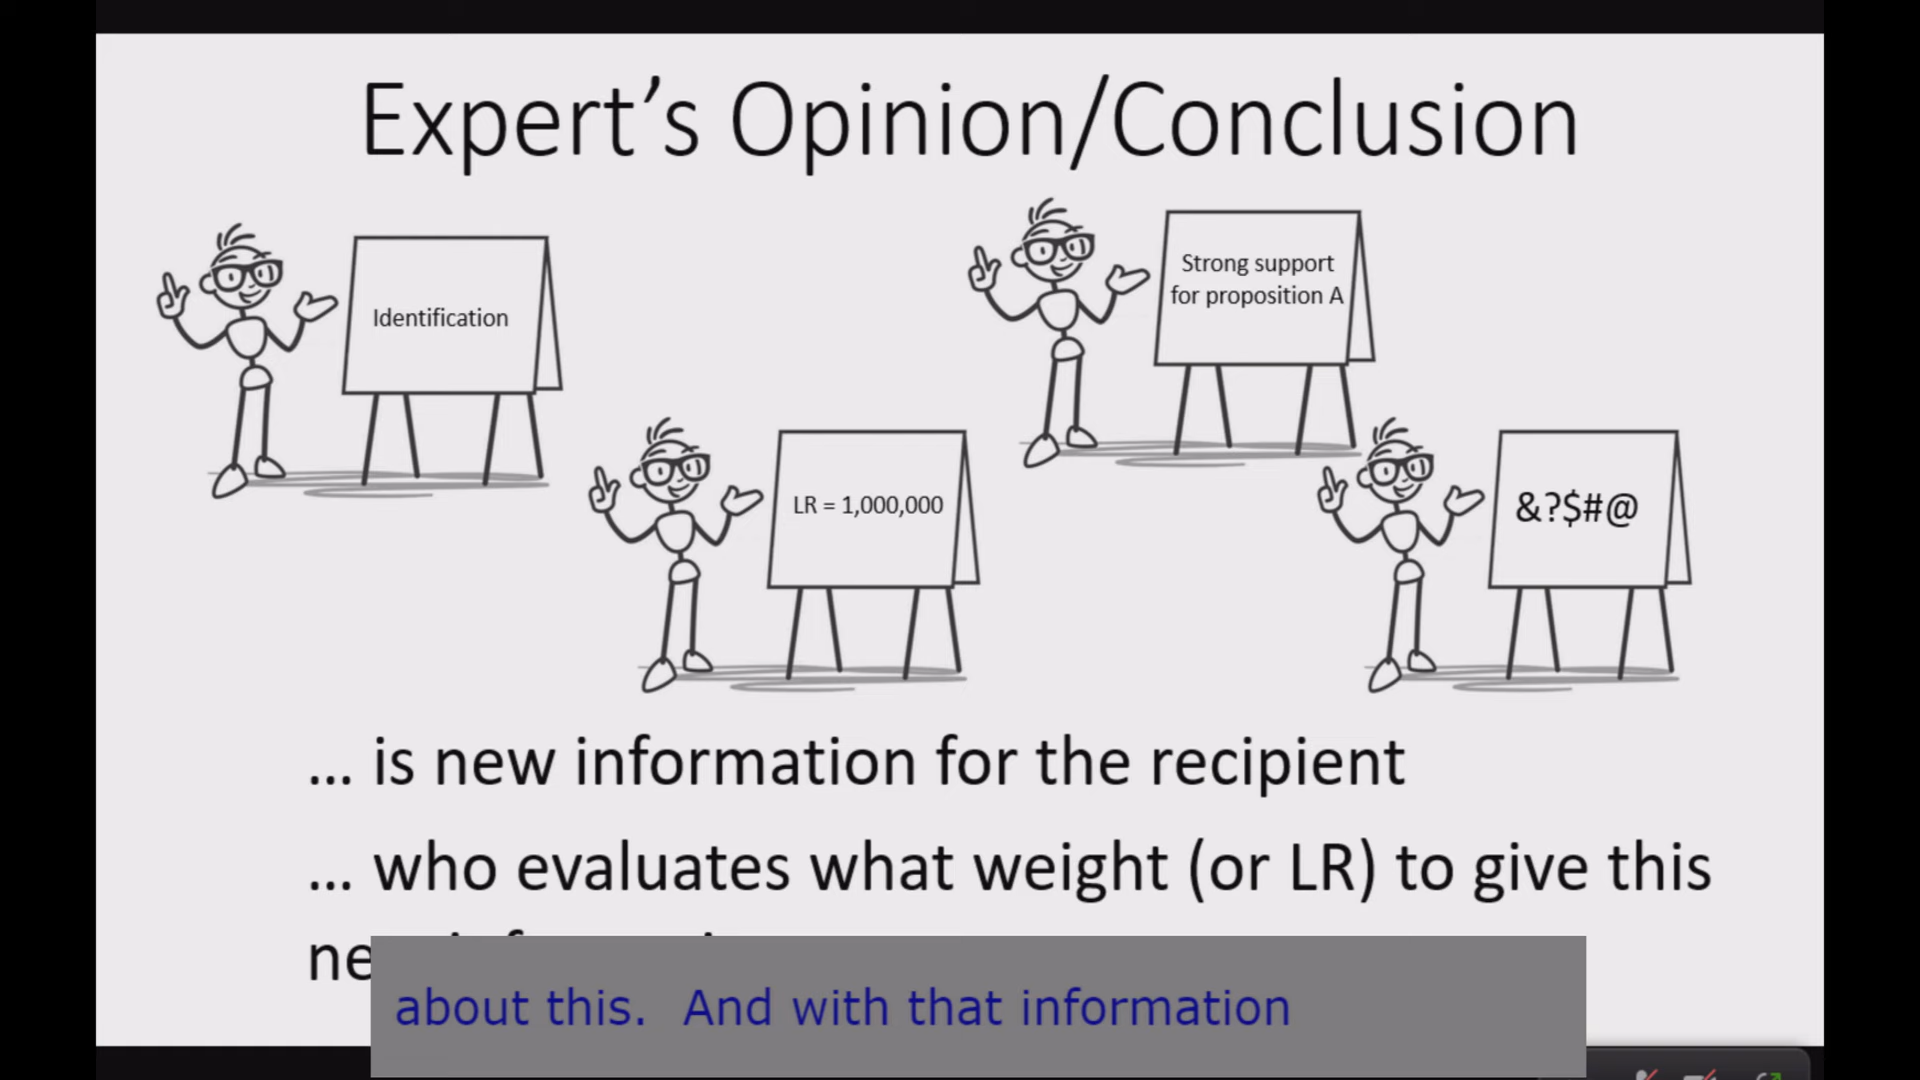 Expert’s Opinion/Conclusion
Identification
Strong support
for proposition A
LR = 1,000,000
&?$#@
... is new information for the recipient
... who evaluates what weight (or LR) to give this
about this.  And with that information